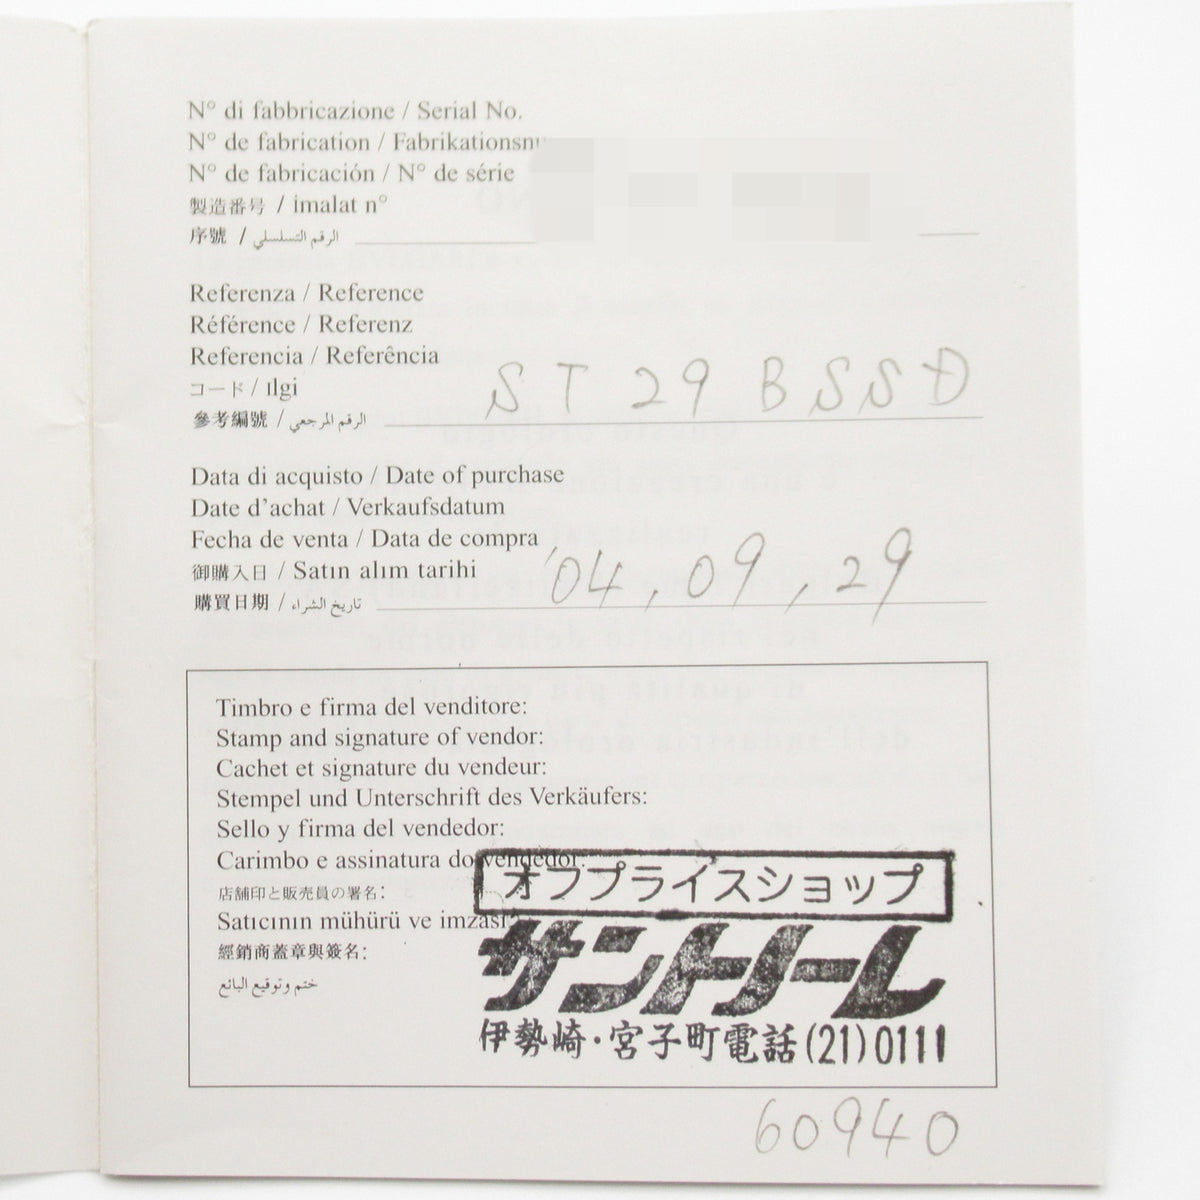 N° di fabbricazione / Serial No.
N° de fabrication / Fabrikationsnu
N° de fabricación / N° de série
製造番号 / imalat n°
序號 / الرقم التسلسلي
Referenza / Reference
Référence / Referenz
Referencia / Referência
コード / ılgi
參考編號 / الرقم المرجعي
ST 29 BSSD
Data di acquisto / Date of purchase
Date d'achat / Verkaufsdatum
Fecha de venta / Data de compra
御購入日 / Satın alım tarihi
購買日期 / تاريخ الشراء
'04, 09, 29
Timbro e firma del venditore:
Stamp and signature of vendor:
Cachet et signature du vendeur:
Stempel und Unterschrift des Verkäufers:
Sello y firma del vendedor:
Carimbo e assinatura do vendedor:
店舗印と販売員の署名:
Satıcının mühürü ve imzası:
經銷商蓋章與簽名:
ختم وتوقيع البائع
オフプライスショップ
サントノーレ
伊勢崎・宮子町電話(21)0111
60940